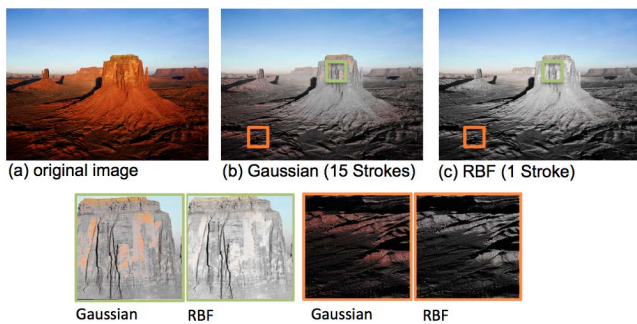 (a) original image
(b) Gaussian (15 Strokes)
(c) RBF (1 Stroke)
Gaussian
RBF
Gaussian
RBF